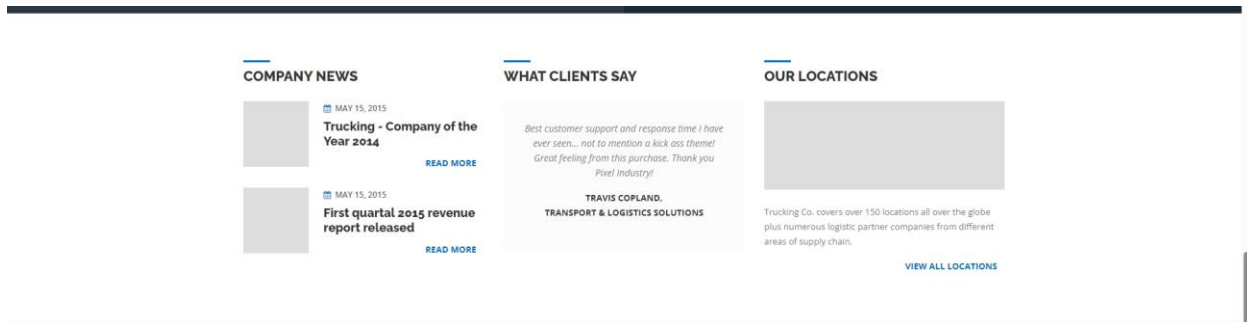 COMPANY NEWS
MAY 15, 2015
Trucking - Company of the
Year 2014
READ MORE
MAY 15, 2015
First quartal 2015 revenue
report released
READ MORE
WHAT CLIENTS SAY
Best customer support and response time I have
ever seen... not to mention a kick ass theme!
Great feeling from this purchase. Thank you
Pixel Industry!
TRAVIS COPLAND,
TRANSPORT & LOGISTICS SOLUTIONS
OUR LOCATIONS
Trucking Co. covers over 150 locations all over the globe
plus numerous logistic partner companies from different
areas of supply chain.
VIEW ALL LOCATIONS